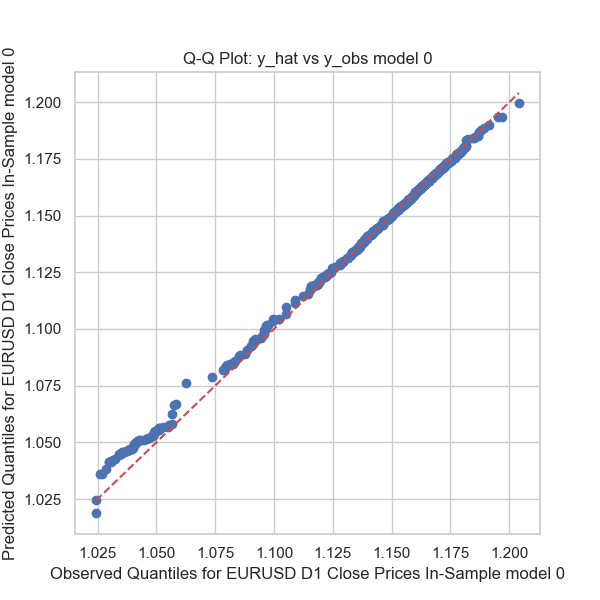 Q-Q Plot: y_hat vs y_obs model 0
Predicted Quantiles for EURUSD D1 Close Prices In-Sample model 0
1.200
1.175
1.150
1.125
1.100
1.075
1.050
1.025
1.025 1.050 1.075 1.100 1.125 1.150 1.175 1.200
Observed Quantiles for EURUSD D1 Close Prices In-Sample model 0